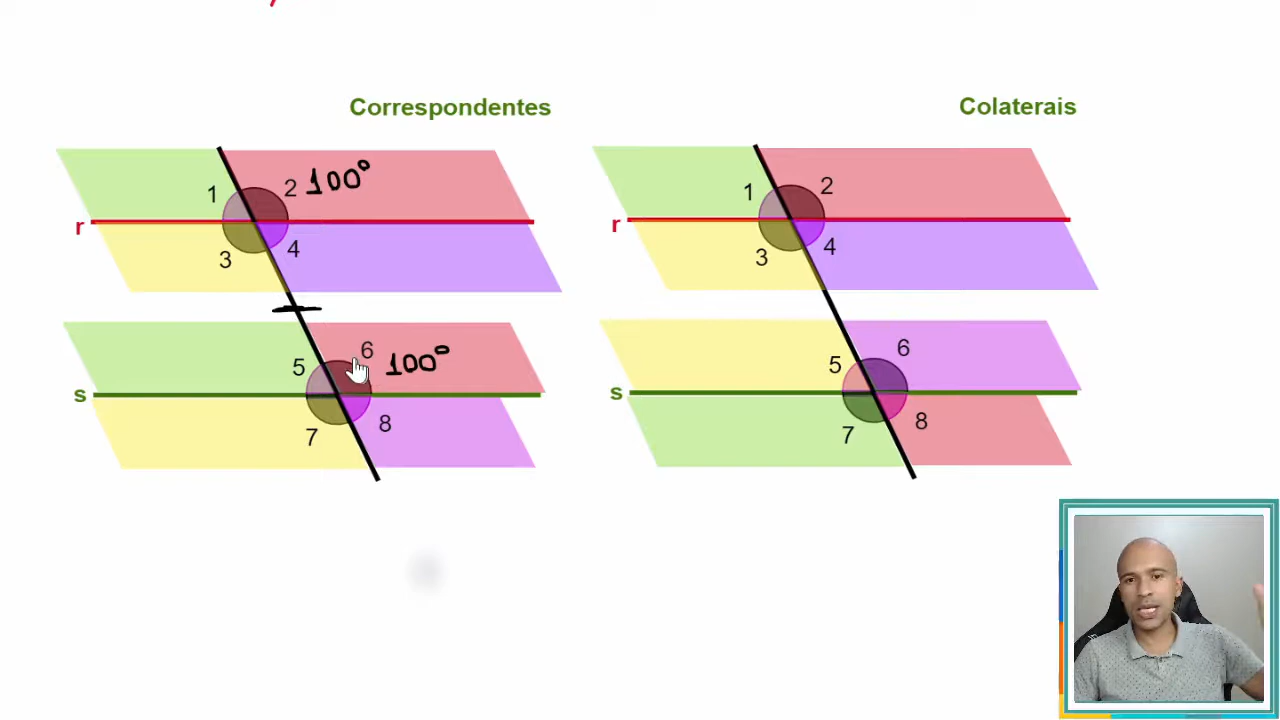 Correspondentes
1 2 100°
r
3 4
5 6 100°
s
7 8
Colaterais
1 2
r
3 4
5 6
s
7 8